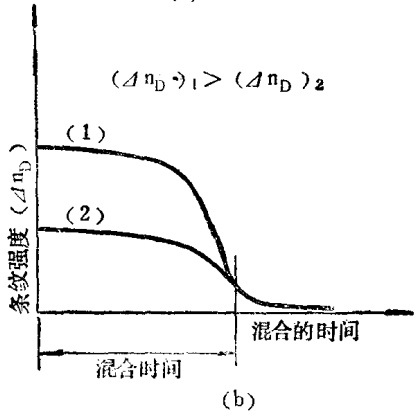 (Δn_D·)₁ > (Δn_D)₂
(1)
(2)
条纹强度 (Δn_D)
混合的时间
混合时间
(b)